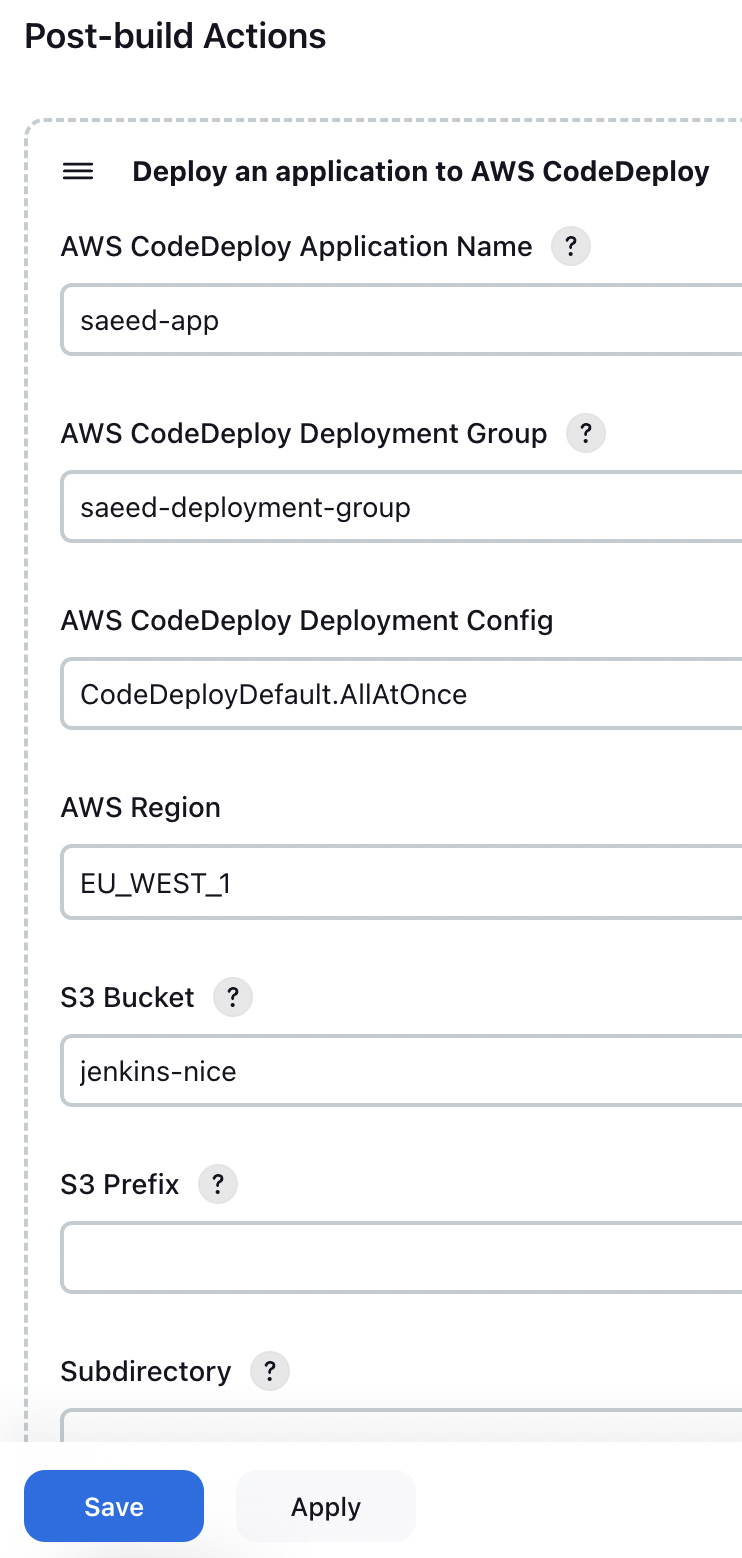 Post-build Actions
Deploy an application to AWS CodeDeploy
AWS CodeDeploy Application Name ?
saeed-app
AWS CodeDeploy Deployment Group ?
saeed-deployment-group
AWS CodeDeploy Deployment Config
CodeDeployDefault.AllAtOnce
AWS Region
EU_WEST_1
S3 Bucket ?
jenkins-nice
S3 Prefix ?
Subdirectory ?
Save Apply